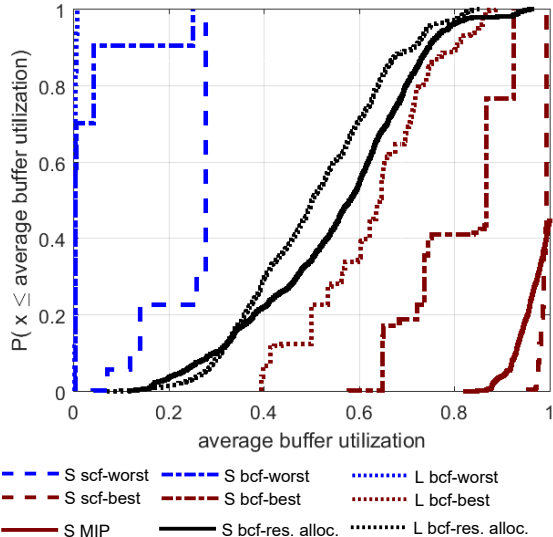 1
0.8
0.6
0.4
0.2
0
P( x ≤ average buffer utilization)
0 0.2 0.4 0.6 0.8 1
average buffer utilization
S scf-worst S bcf-worst L bcf-worst
S scf-best S bcf-best L bcf-best
S MIP S bcf-res. alloc. L bcf-res. alloc.